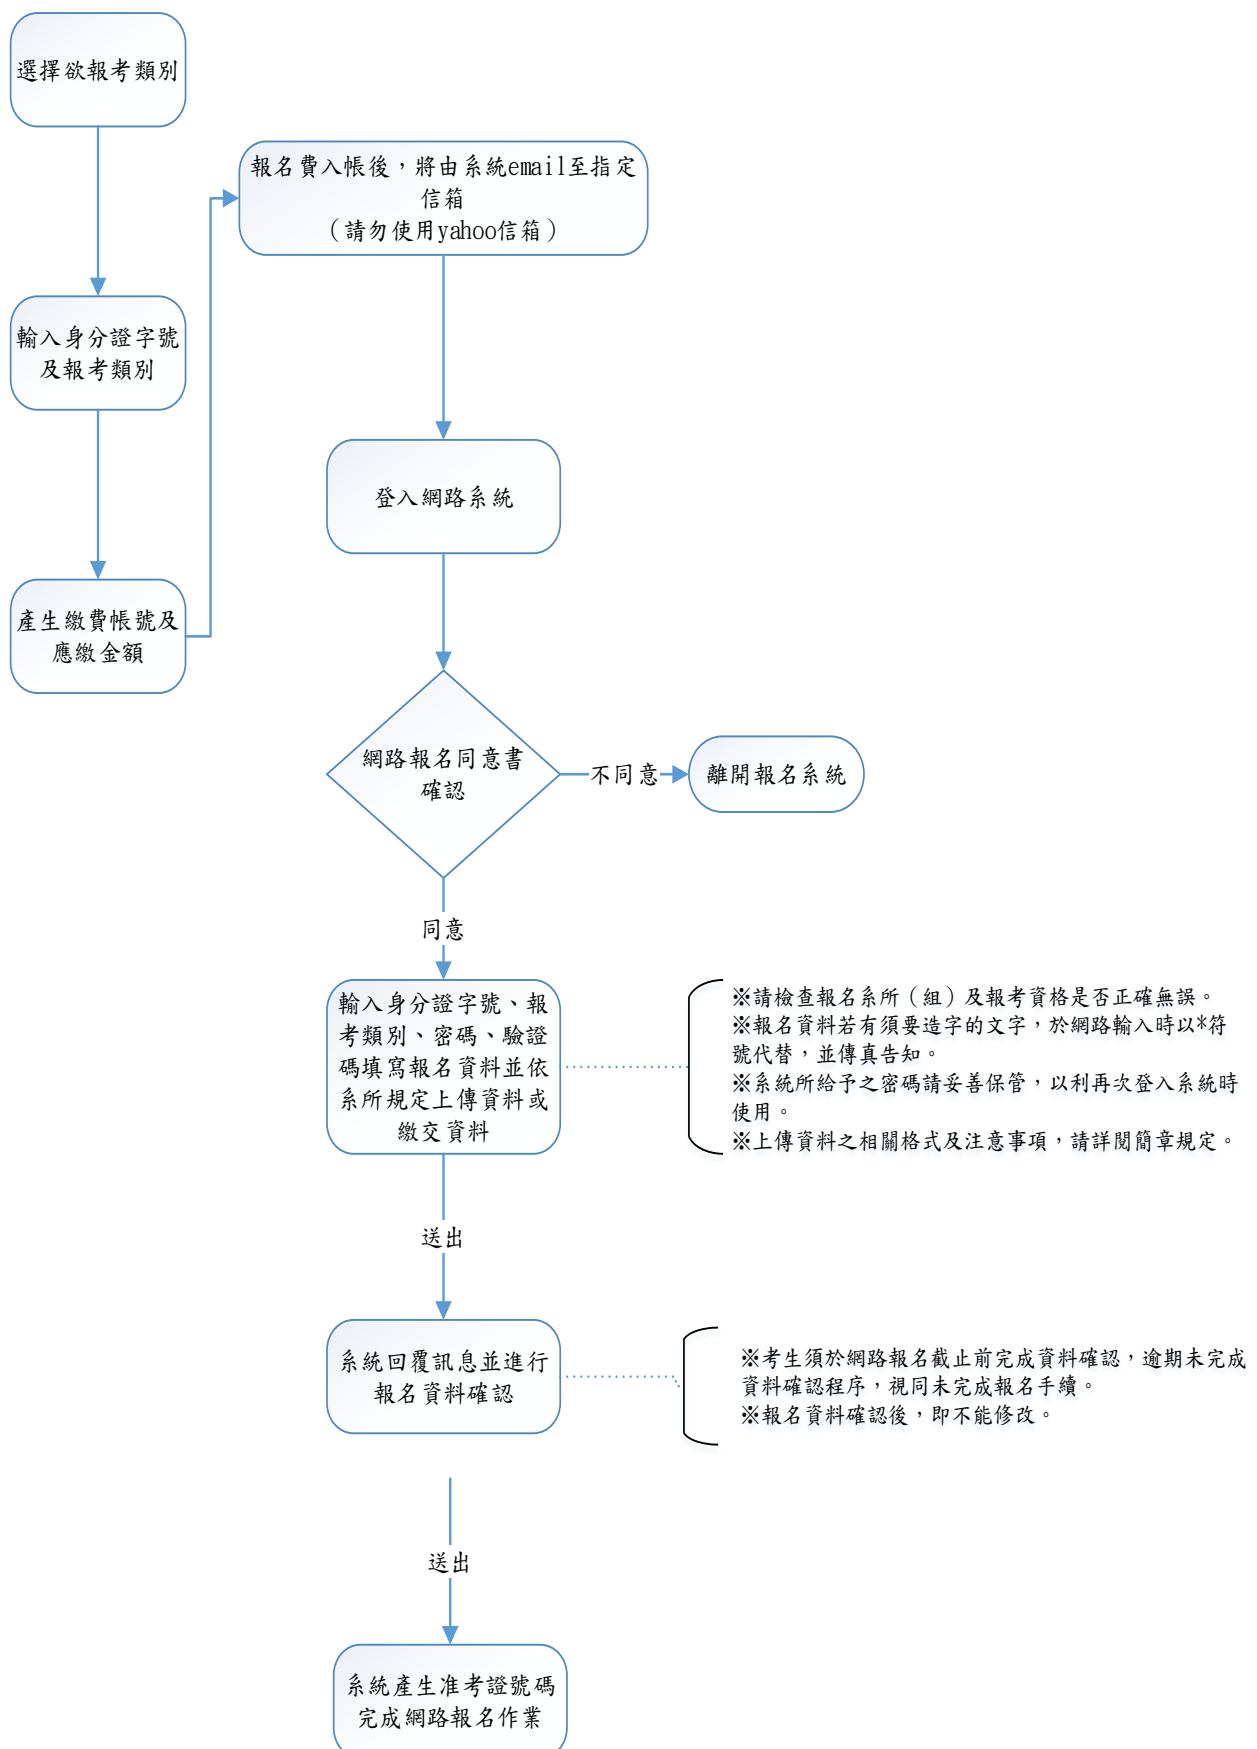 選擇欲報考類別
輸入身分證字號
及報考類別
產生繳費帳號及
應繳金額
報名費入帳後，將由系統email至指定
信箱
（請勿使用yahoo信箱）
登入網路系統
網路報名同意書
確認
不同意
離開報名系統
同意
輸入身分證字號、報
考類別、密碼、驗證
碼填寫報名資料並依
系所規定上傳資料或
繳交資料
※請檢查報名系所（組）及報考資格是否正確無誤。
※報名資料若有須要造字的文字，於網路輸入時以*符
號代替，並傳真告知。
※系統所給予之密碼請妥善保管，以利再次登入系統時
使用。
※上傳資料之相關格式及注意事項，請詳閱簡章規定。
送出
系統回覆訊息並進行
報名資料確認
※考生須於網路報名截止前完成資料確認，逾期未完成
資料確認程序，視同未完成報名手續。
※報名資料確認後，即不能修改。
送出
系統產生准考證號碼
完成網路報名作業